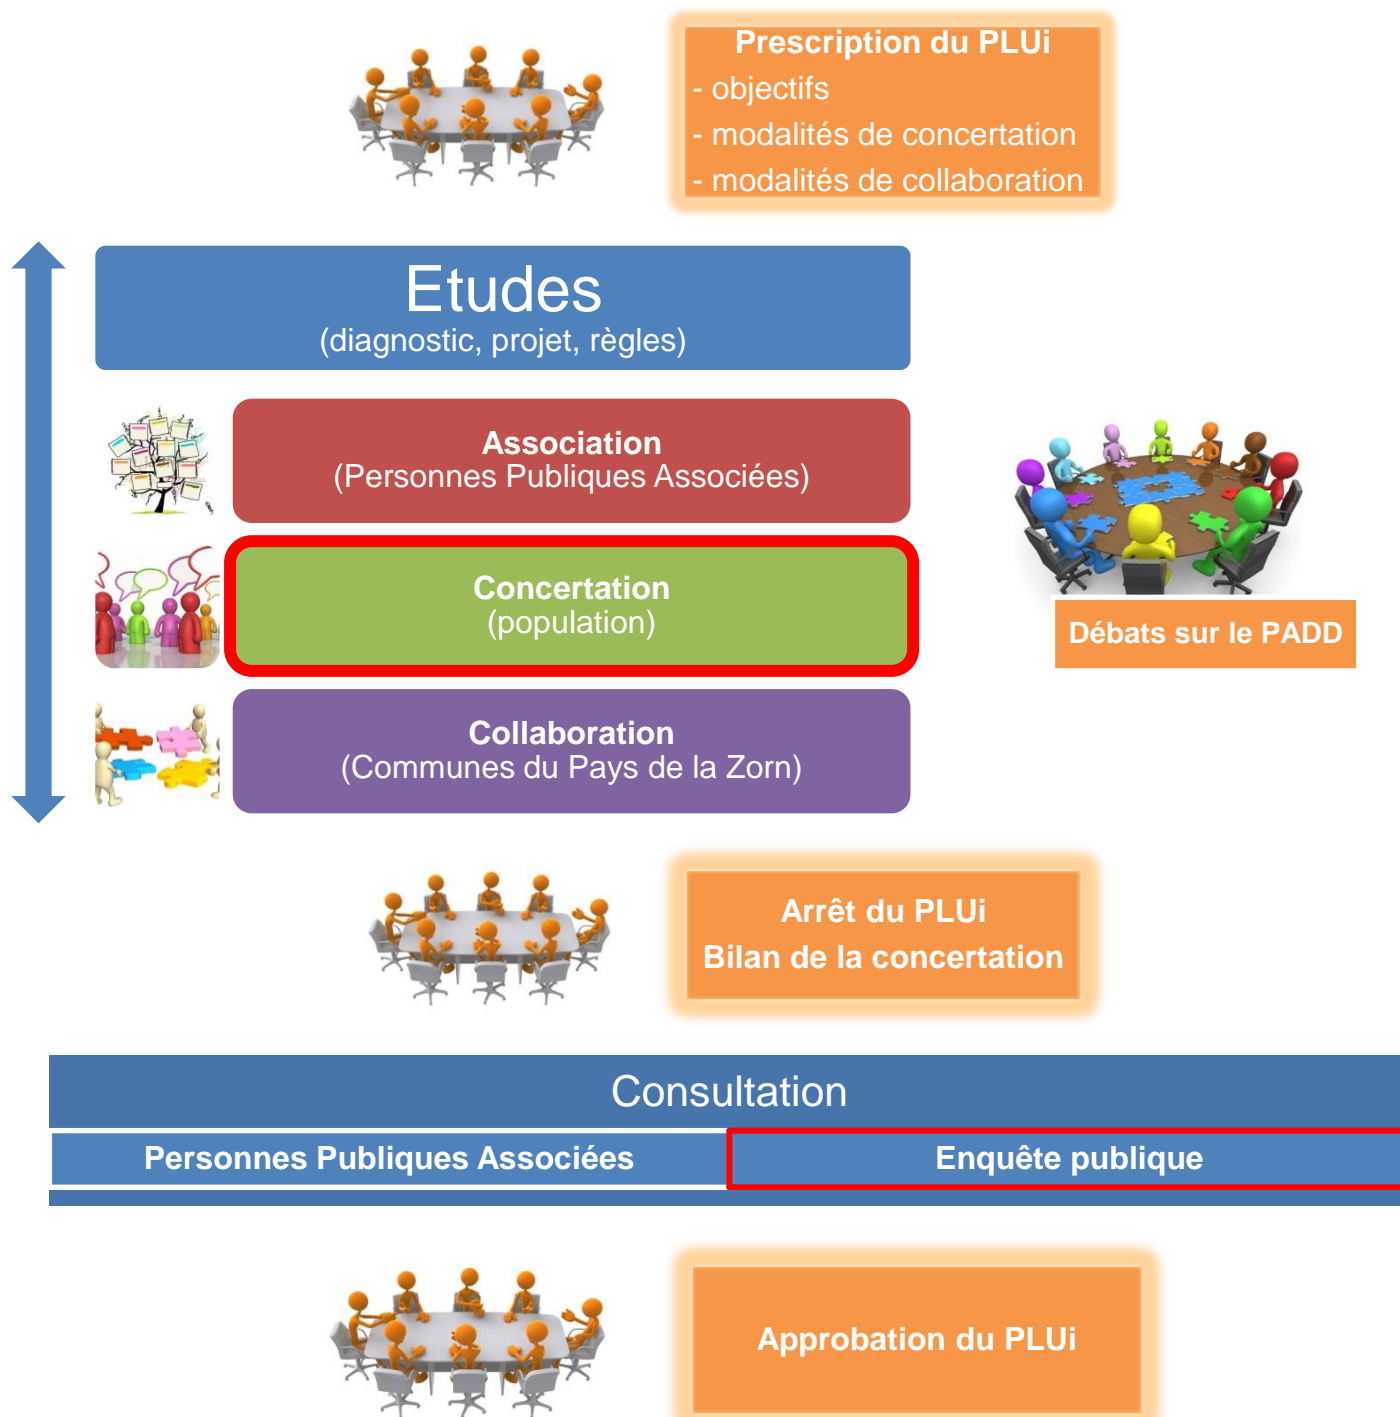 Prescription du PLUi
- objectifs
- modalités de concertation
- modalités de collaboration
Etudes
(diagnostic, projet, règles)
Association
(Personnes Publiques Associées)
Concertation
(population)
Débats sur le PADD
Collaboration
(Communes du Pays de la Zorn)
Arrêt du PLUi
Bilan de la concertation
Consultation
Personnes Publiques Associées
Enquête publique
Approbation du PLUi